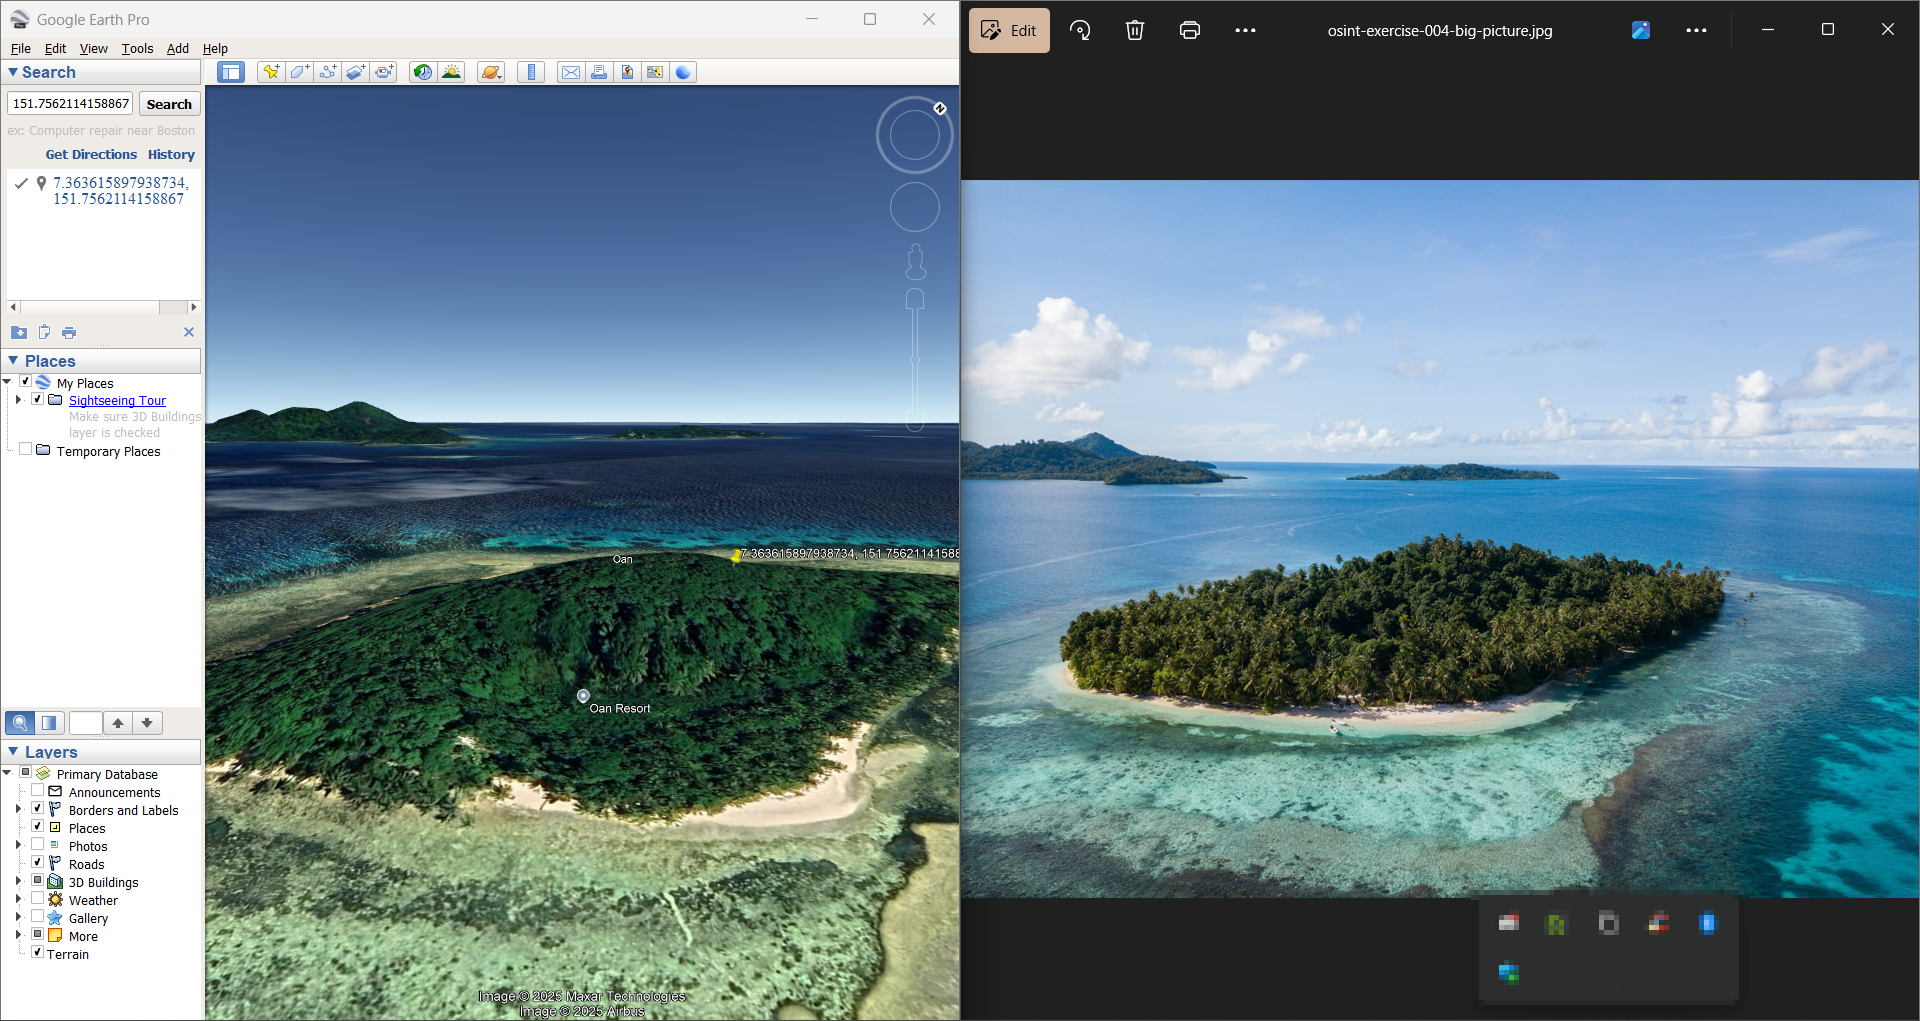 Google Earth Pro
File Edit View Tools Add Help
Search
151.7562114158867 Search
ex: Computer repair near Boston
Get Directions History
7.363615897938734,
151.7562114158867
Places
My Places
Sightseeing Tour
Make sure 3D Buildings
layer is checked
Temporary Places
Layers
Primary Database
Announcements
Borders and Labels
Places
Photos
Roads
3D Buildings
Weather
Gallery
More
Terrain
N
Oan
7.363615897938734, 151.75621141588
Oan Resort
Image © 2025 Maxar Technologies
Image © 2025 Airbus
Edit
osint-exercise-004-big-picture.jpg